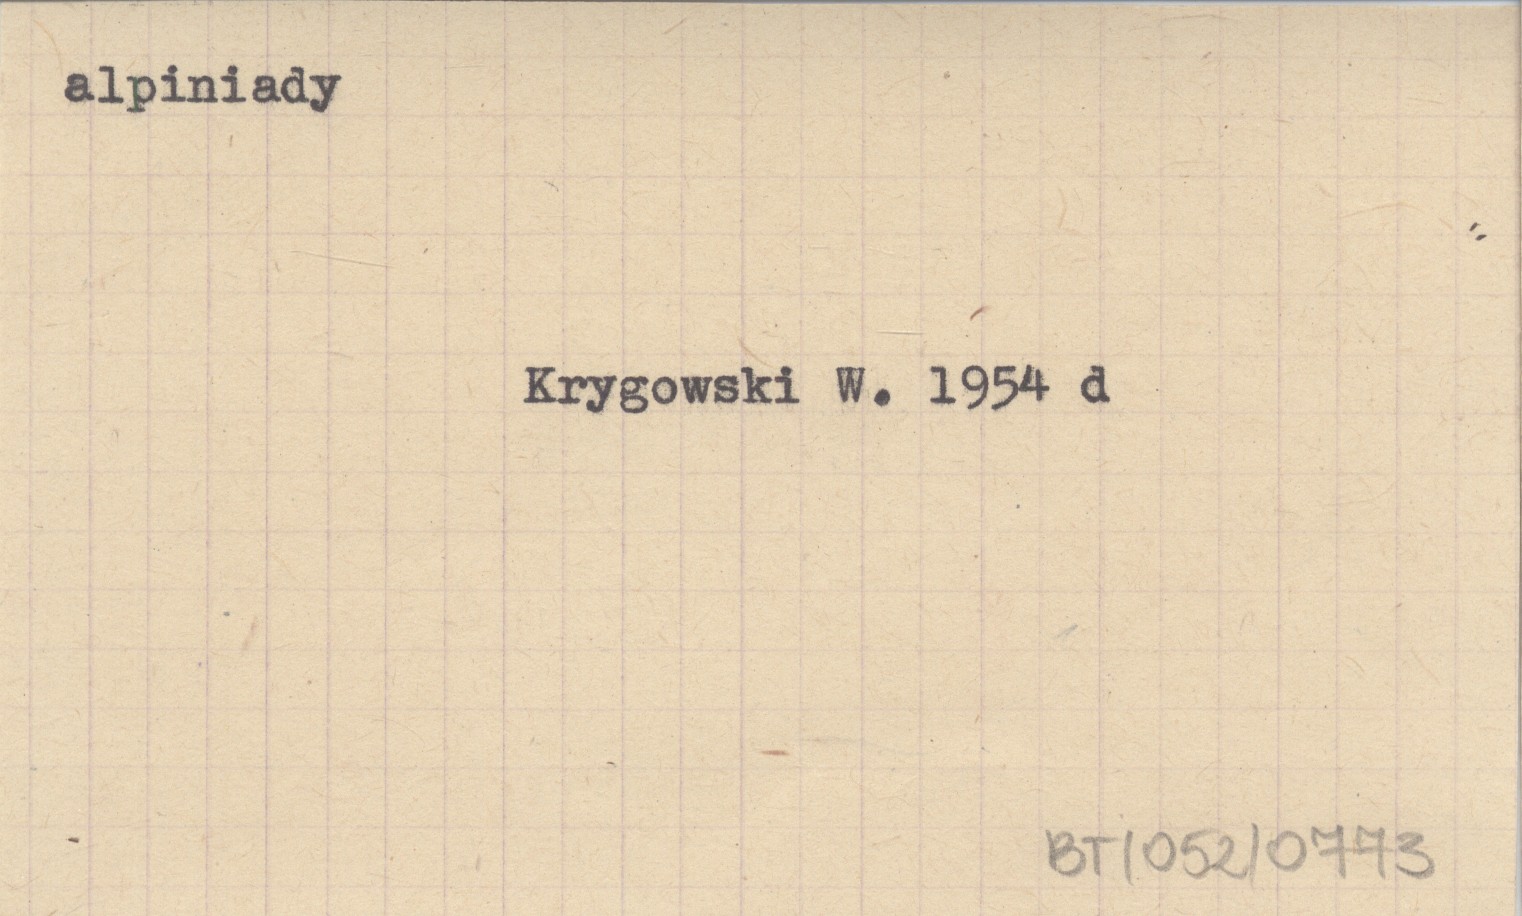 alpiniady
Krygowski W. 1954 d
BT/052/0773